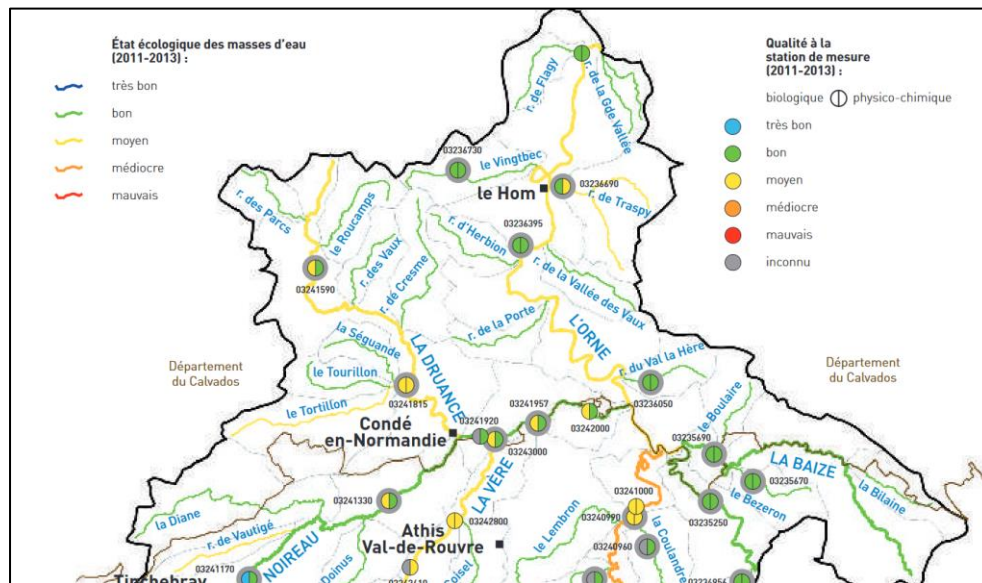 État écologique des masses d'eau
(2011-2013) :
très bon
bon
moyen
médiocre
mauvais
Qualité à la
station de mesure
(2011-2013) :
biologique physico-chimique
très bon
bon
moyen
médiocre
mauvais
inconnu
r. de Flagy
r. de la Gde Vallée
03236730
le Vingtbec
le Hom
03236690
r. de Traspy
r. des Parcs
le Roucamps
03241590
r. des Vaux
r. de Cresme
r. d'Herbion
03236395
r. de la Vallée des Vaux
r. de la Porte
L'ORNE
la Séguande
LA DRUANCE
Département
du Calvados
le Tourillon
le Tortillon
03241815
r. du Val la Hère
03236050
Département
du Calvados
Condé
en-Normandie
03241920
03243000
03241957
03242000
le Boulaire
03235690
LA BAIZE
03235670
la Bilaine
le Bezeron
03235250
03241330
LA VÈRE
03242800
Athis
Val-de-Rouvre
le Lembron
03241000
03240990
la Coulandre
03240960
la Diane
r. de Vautigé
NOIREAU
03241170
Tinchebray
Doinus
03236956